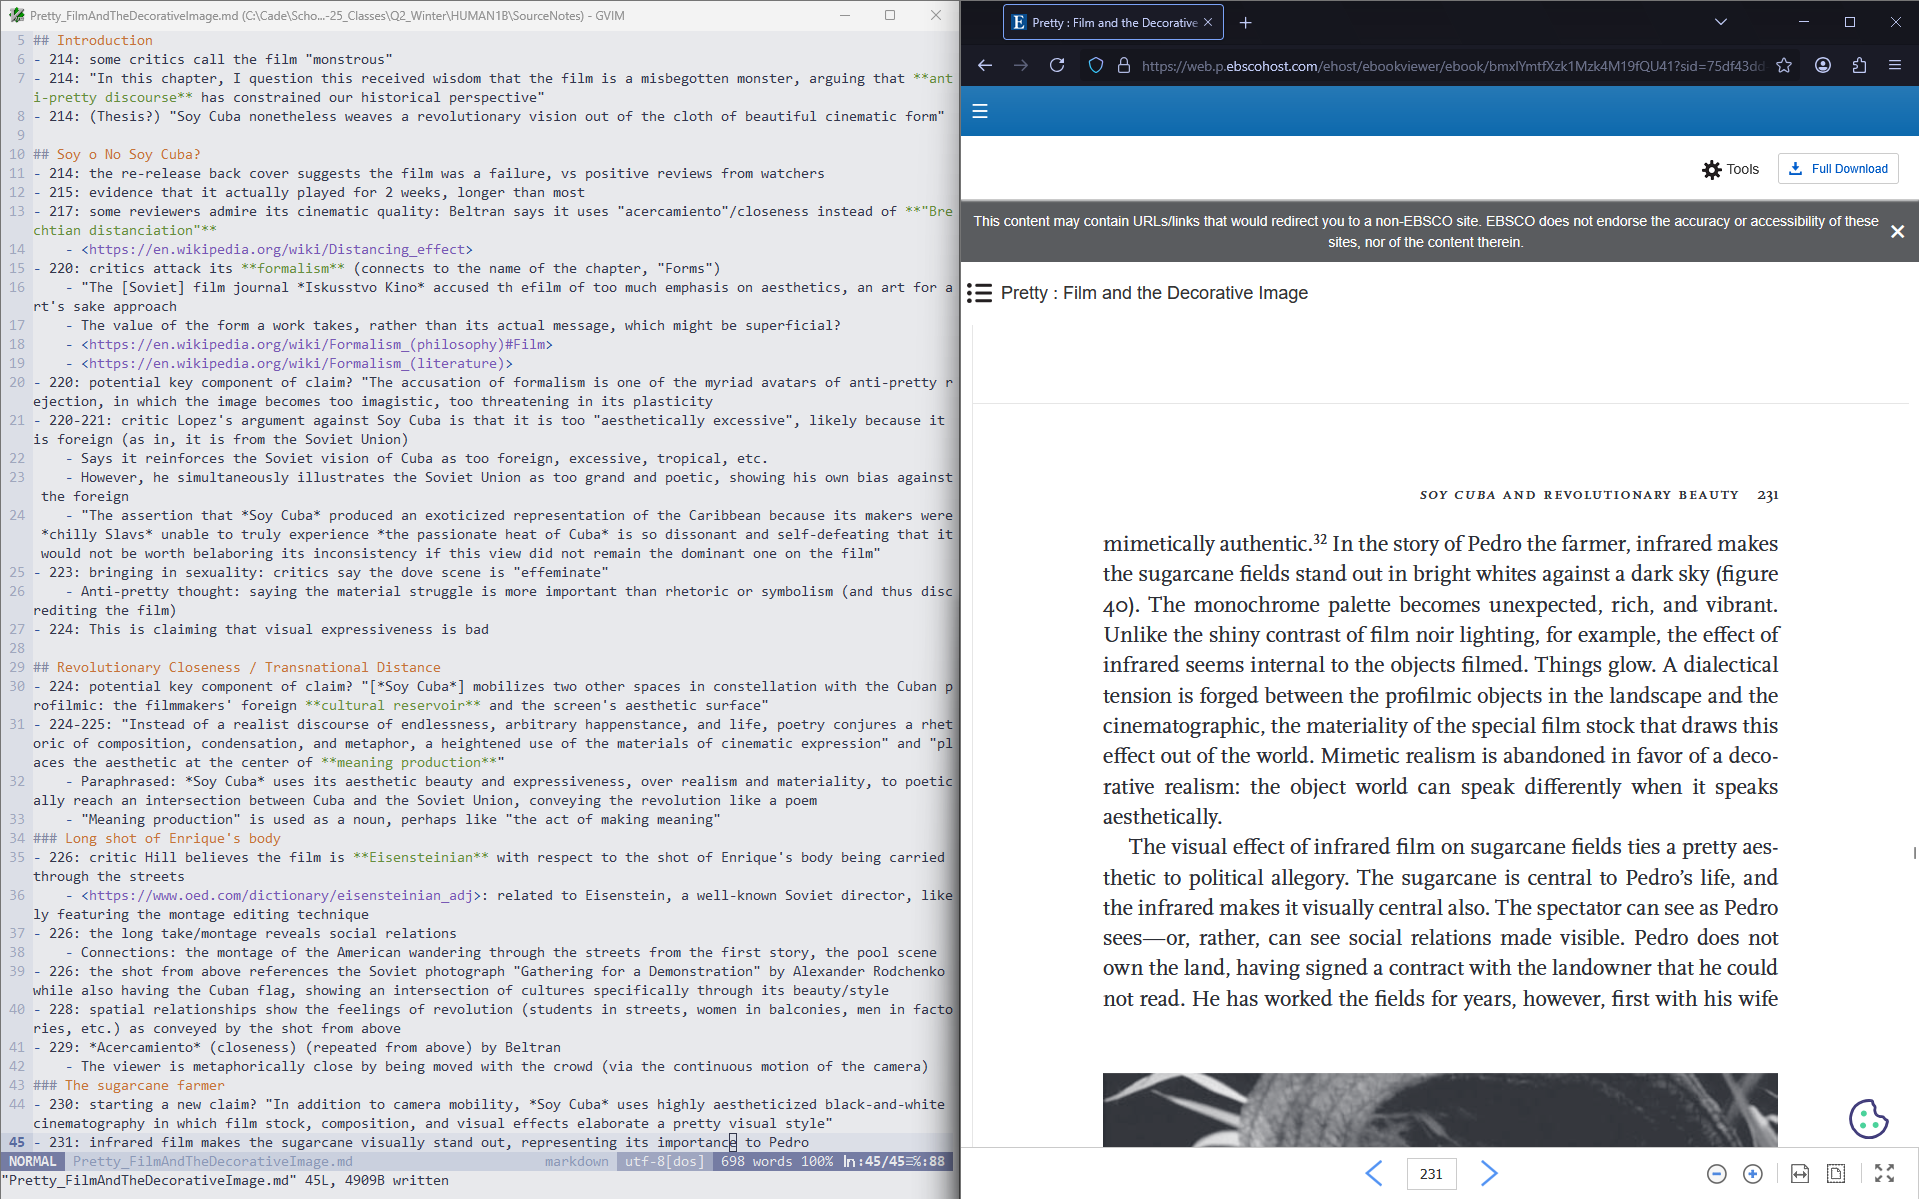 Pretty_FilmAndTheDecorativeImage.md (C:\Cade\Scho...-25_Classes\Q2_Winter\HUMAN1B\SourceNotes) - GVIM
5 ## Introduction
6 - 214: some critics call the film "monstrous"
7 - 214: "In this chapter, I question this received wisdom that the film is a misbegotten monster, arguing that **ant
i-pretty discourse** has constrained our historical perspective"
8 - 214: (Thesis?) "Soy Cuba nonetheless weaves a revolutionary vision out of the cloth of beautiful cinematic form"
9
10 ## Soy o No Soy Cuba?
11 - 214: the re-release back cover suggests the film was a failure, vs positive reviews from watchers
12 - 215: evidence that it actually played for 2 weeks, longer than most
13 - 217: some reviewers admire its cinematic quality: Beltran says it uses "acercamiento"/closeness instead of **"Bre
chtian distanciation"**
14 - <https://en.wikipedia.org/wiki/Distancing_effect>
15 - 220: critics attack its **formalism** (connects to the name of the chapter, "Forms")
16 - "The [Soviet] film journal *Iskusstvo Kino* accused th efilm of too much emphasis on aesthetics, an art for a
rt's sake approach
17 - The value of the form a work takes, rather than its actual message, which might be superficial?
18 - <https://en.wikipedia.org/wiki/Formalism_(philosophy)#Film>
19 - <https://en.wikipedia.org/wiki/Formalism_(literature)>
20 - 220: potential key component of claim? "The accusation of formalism is one of the myriad avatars of anti-pretty r
ejection, in which the image becomes too imagistic, too threatening in its plasticity
21 - 220-221: critic Lopez's argument against Soy Cuba is that it is too "aesthetically excessive", likely because it
is foreign (as in, it is from the Soviet Union)
22 - Says it reinforces the Soviet vision of Cuba as too foreign, excessive, tropical, etc.
23 - However, he simultaneously illustrates the Soviet Union as too grand and poetic, showing his own bias against
the foreign
24 - "The assertion that *Soy Cuba* produced an exoticized representation of the Caribbean because its makers were
*chilly Slavs* unable to truly experience *the passionate heat of Cuba* is so dissonant and self-defeating that it
would not be worth belaboring its inconsistency if this view did not remain the dominant one on the film"
25 - 223: bringing in sexuality: critics say the dove scene is "effeminate"
26 - Anti-pretty thought: saying the material struggle is more important than rhetoric or symbolism (and thus disc
rediting the film)
27 - 224: This is claiming that visual expressiveness is bad
28
29 ## Revolutionary Closeness / Transnational Distance
30 - 224: potential key component of claim? "[*Soy Cuba*] mobilizes two other spaces in constellation with the Cuban p
rofilmic: the filmmakers' foreign **cultural reservoir** and the screen's aesthetic surface"
31 - 224-225: "Instead of a realist discourse of endlessness, arbitrary happenstance, and life, poetry conjures a rhet
oric of composition, condensation, and metaphor, a heightened use of the materials of cinematic expression" and "pl
aces the aesthetic at the center of **meaning production**"
32 - Paraphrased: *Soy Cuba* uses its aesthetic beauty and expressiveness, over realism and materiality, to poetic
ally reach an intersection between Cuba and the Soviet Union, conveying the revolution like a poem
33 - "Meaning production" is used as a noun, perhaps like "the act of making meaning"
34 ### Long shot of Enrique's body
35 - 226: critic Hill believes the film is **Eisensteinian** with respect to the shot of Enrique's body being carried
through the streets
36 - <https://www.oed.com/dictionary/eisensteinian_adj>: related to Eisenstein, a well-known Soviet director, like
ly featuring the montage editing technique
37 - 226: the long take/montage reveals social relations
38 - Connections: the montage of the American wandering through the streets from the first story, the pool scene
39 - 226: the shot from above references the Soviet photograph "Gathering for a Demonstration" by Alexander Rodchenko
while also having the Cuban flag, showing an intersection of cultures specifically through its beauty/style
40 - 228: spatial relationships show the feelings of revolution (students in streets, women in balconies, men in facto
ries, etc.) as conveyed by the shot from above
41 - 229: *Acercamiento* (closeness) (repeated from above) by Beltran
42 - The viewer is metaphorically close by being moved with the crowd (via the continuous motion of the camera)
43 ### The sugarcane farmer
44 - 230: starting a new claim? "In addition to camera mobility, *Soy Cuba* uses highly aestheticized black-and-white
cinematography in which film stock, composition, and visual effects elaborate a pretty visual style"
45 - 231: infrared film makes the sugarcane visually stand out, representing its importance to Pedro
NORMAL Pretty_FilmAndTheDecorativeImage.md markdown utf-8[dos] 698 words 100% ln:45/45≡%:88
"Pretty_FilmAndTheDecorativeImage.md" 45L, 4909B written
Pretty : Film and the Decorative
https://web.p.ebscohost.com/ehost/ebookviewer/ebook/bmxlYmtfXzk1Mzk4M19fQU41?sid=75df43dd
Tools
Full Download
This content may contain URLs/links that would redirect you to a non-EBSCO site. EBSCO does not endorse the accuracy or accessibility of these
sites, nor of the content therein.
Pretty : Film and the Decorative Image
SOY CUBA AND REVOLUTIONARY BEAUTY 231
mimetically authentic.32 In the story of Pedro the farmer, infrared makes
the sugarcane fields stand out in bright whites against a dark sky (figure
40). The monochrome palette becomes unexpected, rich, and vibrant.
Unlike the shiny contrast of film noir lighting, for example, the effect of
infrared seems internal to the objects filmed. Things glow. A dialectical
tension is forged between the profilmic objects in the landscape and the
cinematographic, the materiality of the special film stock that draws this
effect out of the world. Mimetic realism is abandoned in favor of a deco-
rative realism: the object world can speak differently when it speaks
aesthetically.
The visual effect of infrared film on sugarcane fields ties a pretty aes-
thetic to political allegory. The sugarcane is central to Pedro's life, and
the infrared makes it visually central also. The spectator can see as Pedro
sees—or, rather, can see social relations made visible. Pedro does not
own the land, having signed a contract with the landowner that he could
not read. He has worked the fields for years, however, first with his wife
231